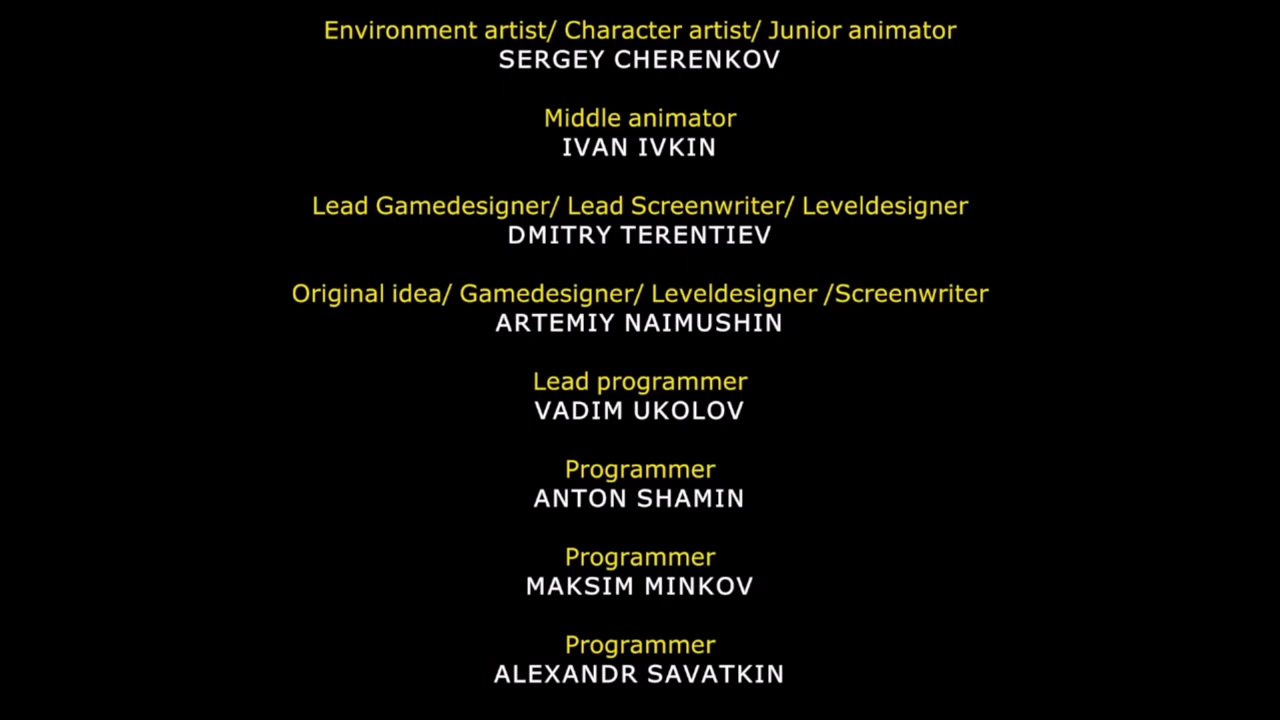 Environment artist/ Character artist/ Junior animator
SERGEY CHERENKOV
Middle animator
IVAN IVKIN
Lead Gamedesigner/ Lead Screenwriter/ Leveldesigner
DMITRY TERENTIEV
Original idea/ Gamedesigner/ Leveldesigner /Screenwriter
ARTEMIY NAIMUSHIN
Lead programmer
VADIM UKOLOV
Programmer
ANTON SHAMIN
Programmer
MAKSIM MINKOV
Programmer
ALEXANDR SAVATKIN